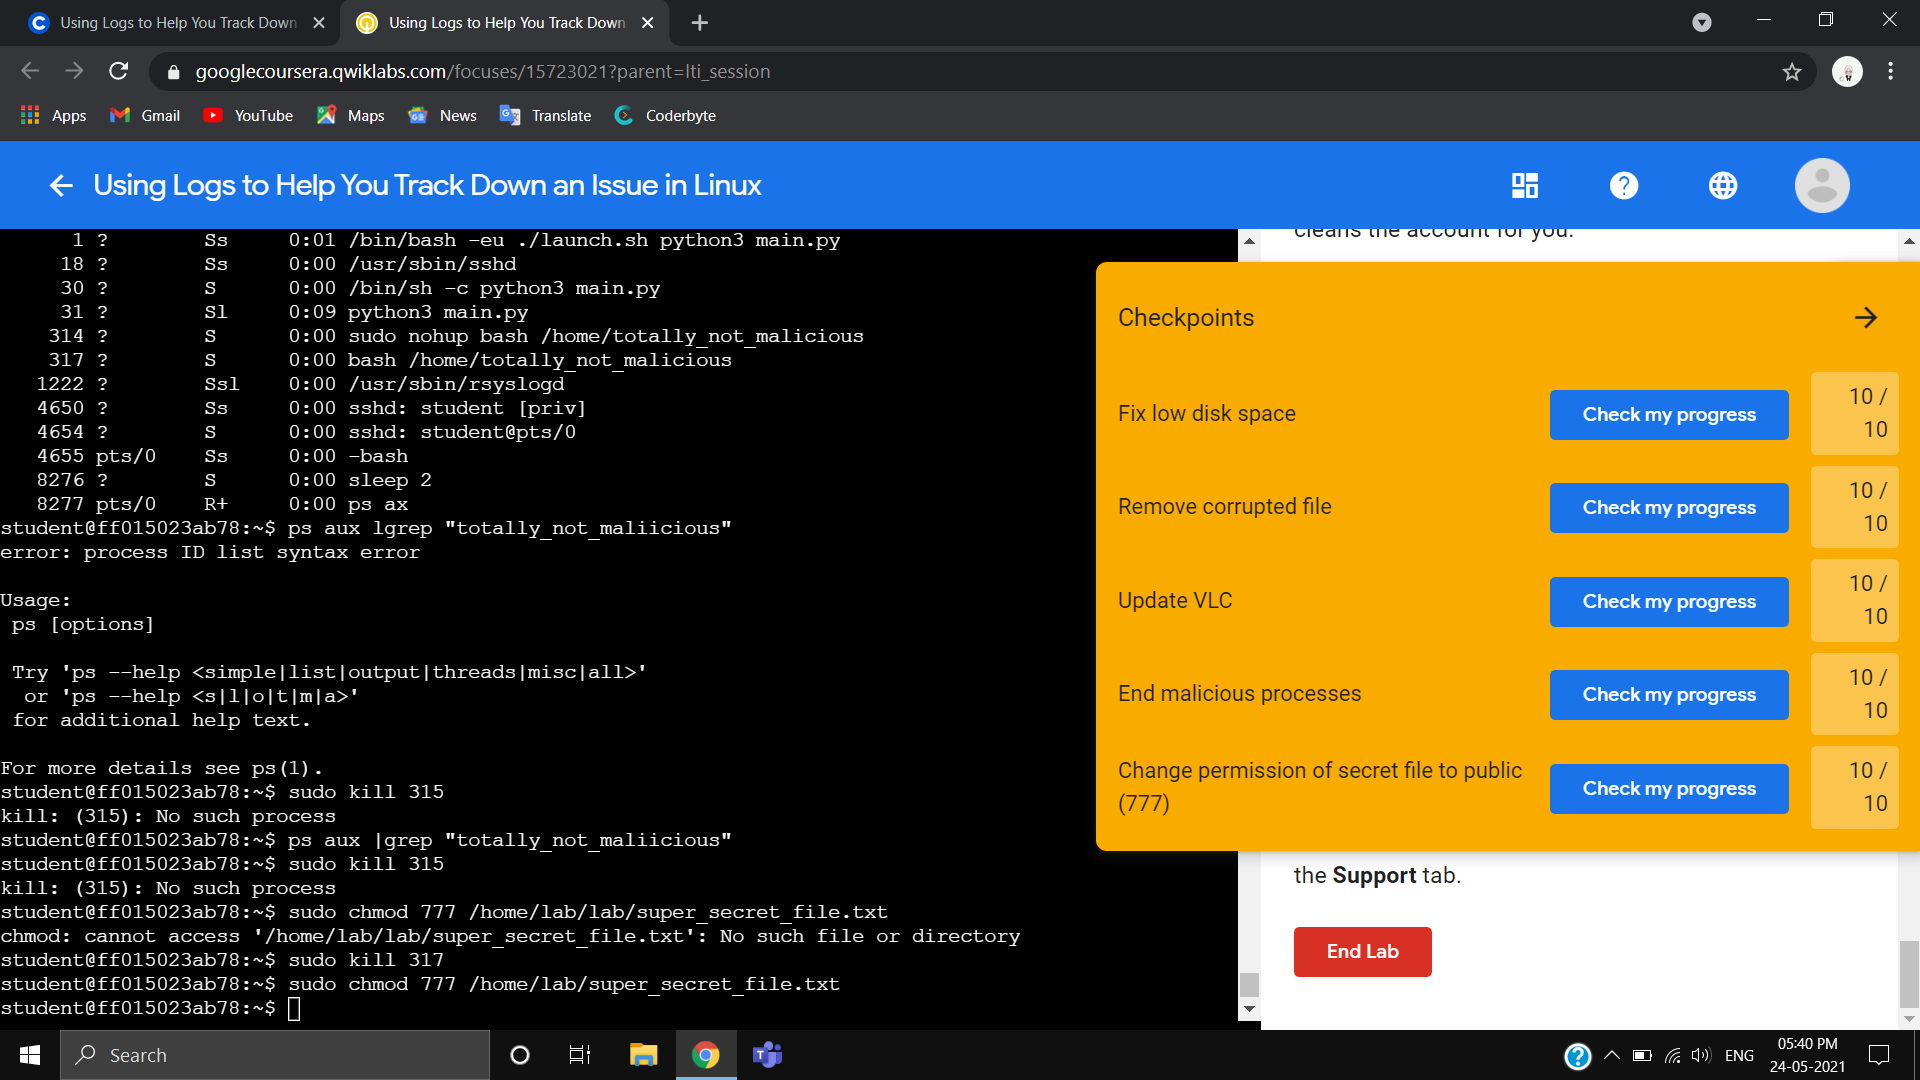 Using Logs to Help You Track Down
Using Logs to Help You Track Down
googlecoursera.qwiklabs.com/focuses/15723021?parent=lti_session
Apps
Gmail
YouTube
Maps
News
Translate
Coderbyte
Using Logs to Help You Track Down an Issue in Linux
1 ? Ss 0:01 /bin/bash -eu ./launch.sh python3 main.py
18 ? Ss 0:00 /usr/sbin/sshd
30 ? S 0:00 /bin/sh -c python3 main.py
31 ? Sl 0:09 python3 main.py
314 ? S 0:00 sudo nohup bash /home/totally_not_malicious
317 ? S 0:00 bash /home/totally_not_malicious
1222 ? Ssl 0:00 /usr/sbin/rsyslogd
4650 ? Ss 0:00 sshd: student [priv]
4654 ? S 0:00 sshd: student@pts/0
4655 pts/0 Ss 0:00 -bash
8276 ? S 0:00 sleep 2
8277 pts/0 R+ 0:00 ps ax
student@ff015023ab78:~$ ps aux lgrep "totally_not_maliicious"
error: process ID list syntax error
Usage:
ps [options]
Try 'ps --help <simple|list|output|threads|misc|all>'
or 'ps --help <s|l|o|t|m|a>'
for additional help text.
For more details see ps(1).
student@ff015023ab78:~$ sudo kill 315
kill: (315): No such process
student@ff015023ab78:~$ ps aux |grep "totally_not_maliicious"
student@ff015023ab78:~$ sudo kill 315
kill: (315): No such process
student@ff015023ab78:~$ sudo chmod 777 /home/lab/lab/super_secret_file.txt
chmod: cannot access '/home/lab/lab/super_secret_file.txt': No such file or directory
student@ff015023ab78:~$ sudo kill 317
student@ff015023ab78:~$ sudo chmod 777 /home/lab/super_secret_file.txt
student@ff015023ab78:~$
cleans the account for you.
Checkpoints
Fix low disk space
Check my progress
10 /
10
Remove corrupted file
Check my progress
10 /
10
Update VLC
Check my progress
10 /
10
End malicious processes
Check my progress
10 /
10
Change permission of secret file to public
(777)
Check my progress
10 /
10
the Support tab.
End Lab
Search
ENG
05:40 PM
24-05-2021